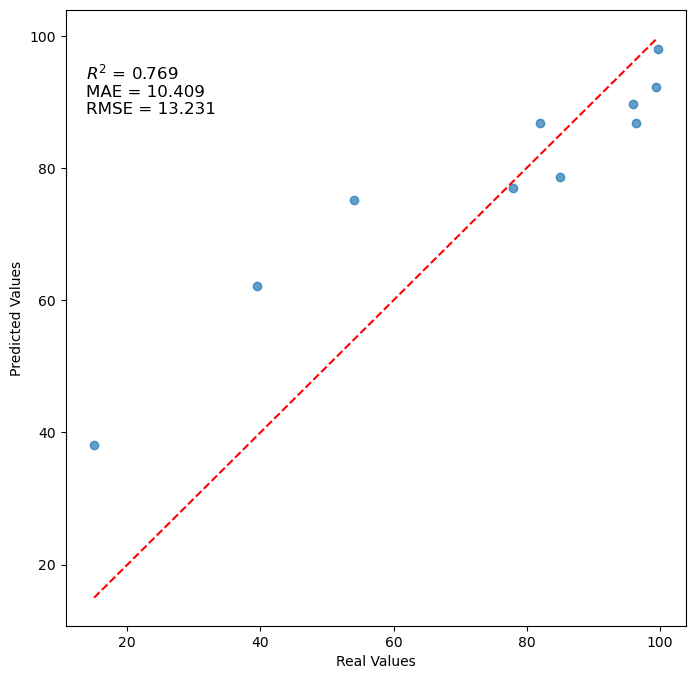 R² = 0.769
MAE = 10.409
RMSE = 13.231
100
80
60
40
20
Predicted Values
20 40 60 80 100
Real Values